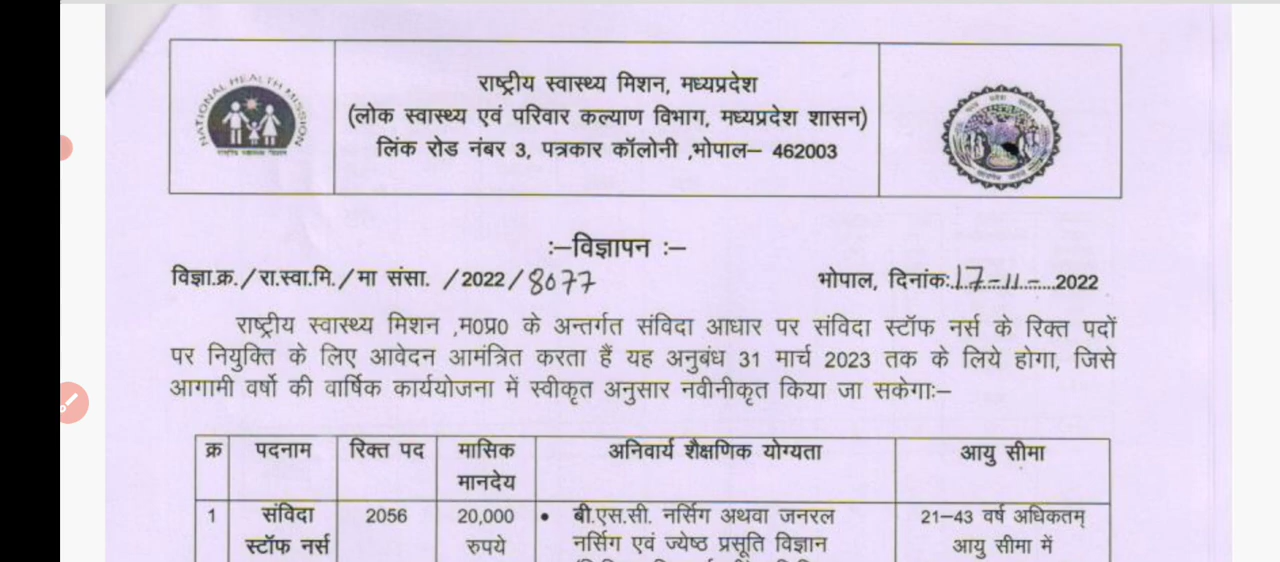 NATIONAL HEALTH MISSION
राष्ट्रीय स्वास्थ्य मिशन, मध्यप्रदेश
(लोक स्वास्थ्य एवं परिवार कल्याण विभाग, मध्यप्रदेश शासन)
लिंक रोड नंबर 3, पत्रकार कॉलोनी ,भोपाल– 462003
:–विज्ञापन :–
विज्ञा.क्र./रा.स्वा.मि./मा संसा. /2022/8077 भोपाल, दिनांक:.17-11-.....2022
राष्ट्रीय स्वास्थ्य मिशन ,म0प्र0 के अन्तर्गत संविदा आधार पर संविदा स्टॉफ नर्स के रिक्त पदों
पर नियुक्ति के लिए आवेदन आमंत्रित करता हैं यह अनुबंध 31 मार्च 2023 तक के लिये होगा, जिसे
आगामी वर्षो की वार्षिक कार्ययोजना में स्वीकृत अनुसार नवीनीकृत किया जा सकेगाः–
क्र पदनाम रिक्त पद मासिक अनिवार्य शैक्षणिक योग्यता आयु सीमा
मानदेय
1 संविदा 2056 20,000 • बी.एस.सी. नर्सिग अथवा जनरल 21–43 वर्ष अधिकतम्
स्टॉफ नर्स रुपये नर्सिग एवं ज्येष्ठ प्रसूति विज्ञान आयु सीमा में